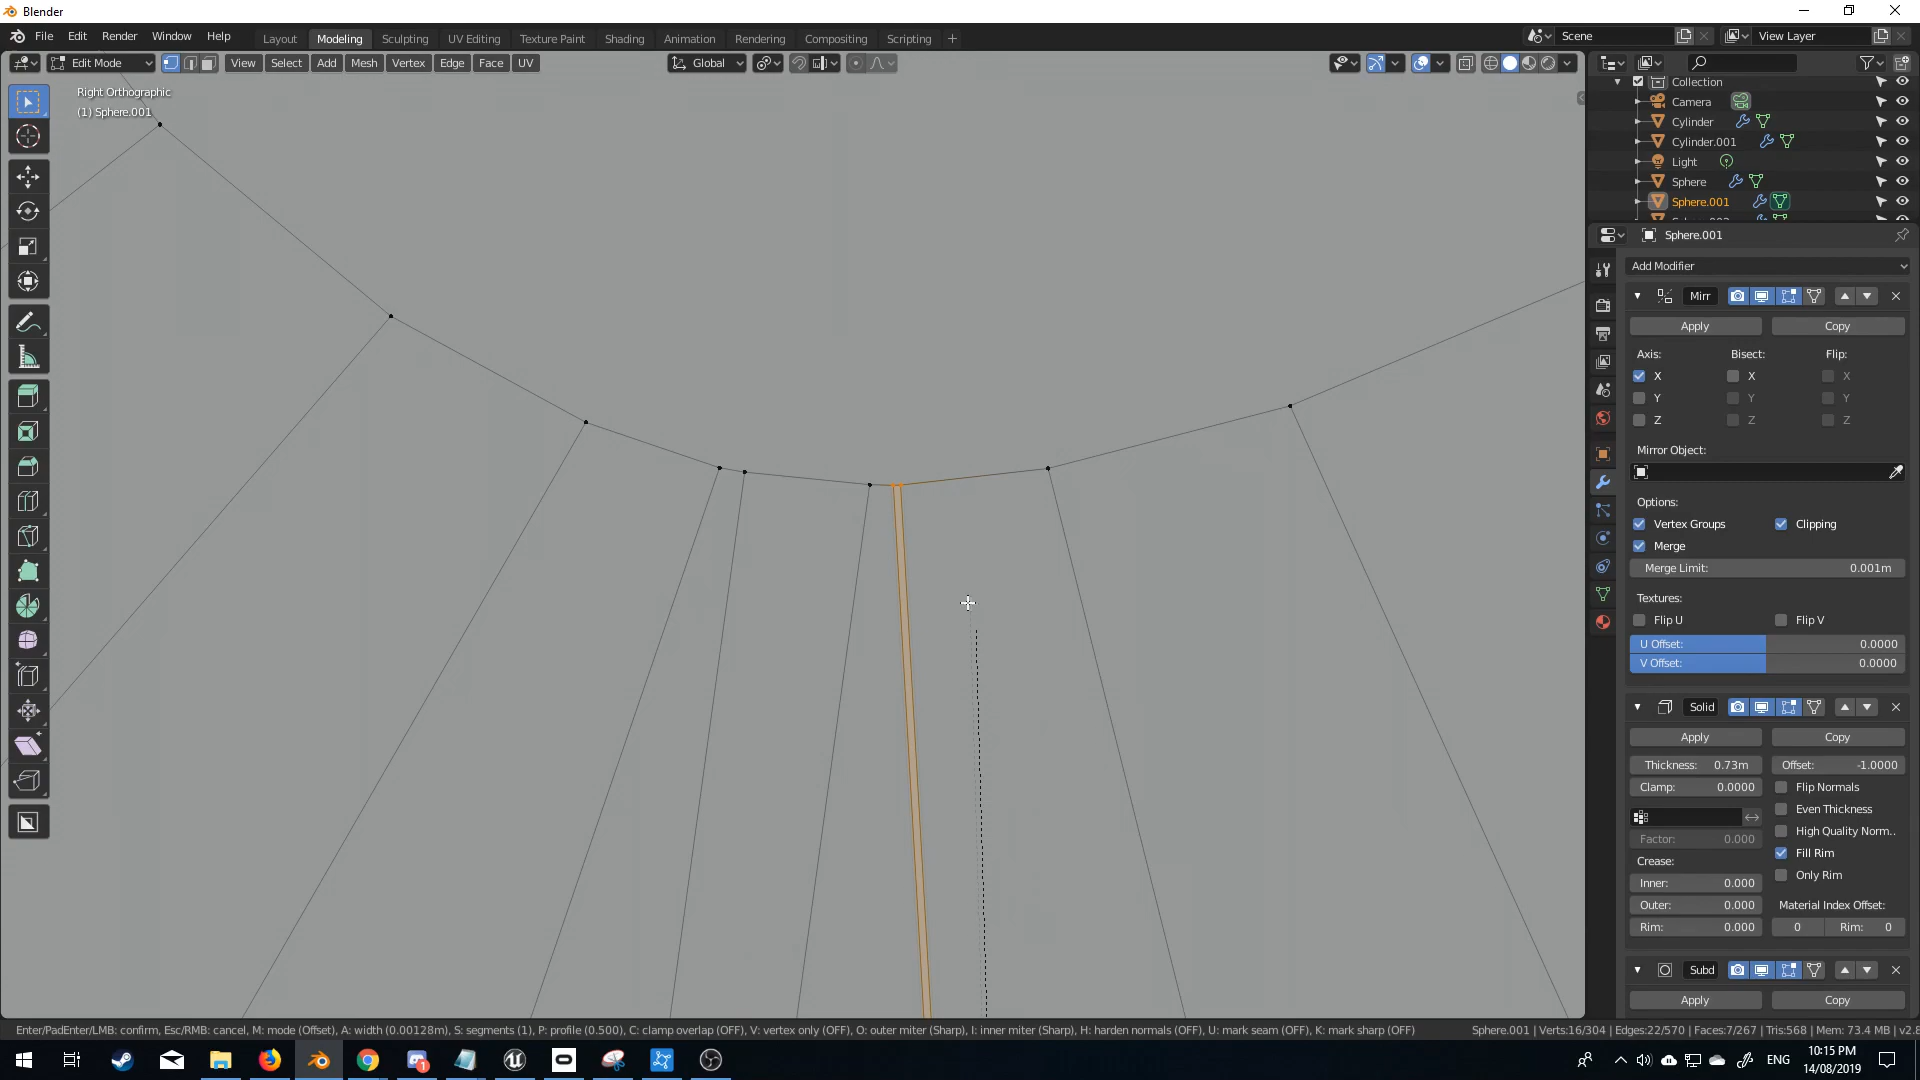 Blender
File Edit Render Window Help
Layout Modeling Sculpting UV Editing Texture Paint Shading Animation Rendering Compositing Scripting +
Scene View Layer
Edit Mode View Select Add Mesh Vertex Edge Face UV Global
Right Orthographic
(1) Sphere.001
Collection
Camera
Cylinder
Cylinder.001
Light
Sphere
Sphere.001
Sphere.001
Add Modifier
Mirr
Apply Copy
Axis: Bisect: Flip:
X X X
Y Y Y
Z Z Z
Mirror Object:
Options:
Vertex Groups Clipping
Merge
Merge Limit: 0.001m
Textures:
Flip U Flip V
U Offset: 0.0000
V Offset: 0.0000
Solid
Apply Copy
Thickness: 0.73m Offset: -1.0000
Clamp: 0.0000 Flip Normals
Even Thickness
Factor: 0.000 High Quality Norm..
Crease: Fill Rim
Only Rim
Inner: 0.000
Outer: 0.000 Material Index Offset:
Rim: 0.000 0 Rim: 0
Subd
Apply Copy
Enter/PadEnter/LMB: confirm, Esc/RMB: cancel, M: mode (Offset), A: width (0.00128m), S: segments (1), P: profile (0.500), C: clamp overlap (OFF), V: vertex only (OFF), O: outer miter (Sharp), I: inner miter (Sharp), H: harden normals (OFF), U: mark seam (OFF), K: mark sharp (OFF) Sphere.001 | Verts:16/304 | Edges:22/570 | Faces:7/267 | Tris:568 | Mem: 73.4 MB | v2.8
1 ENG 10:15 PM
14/08/2019